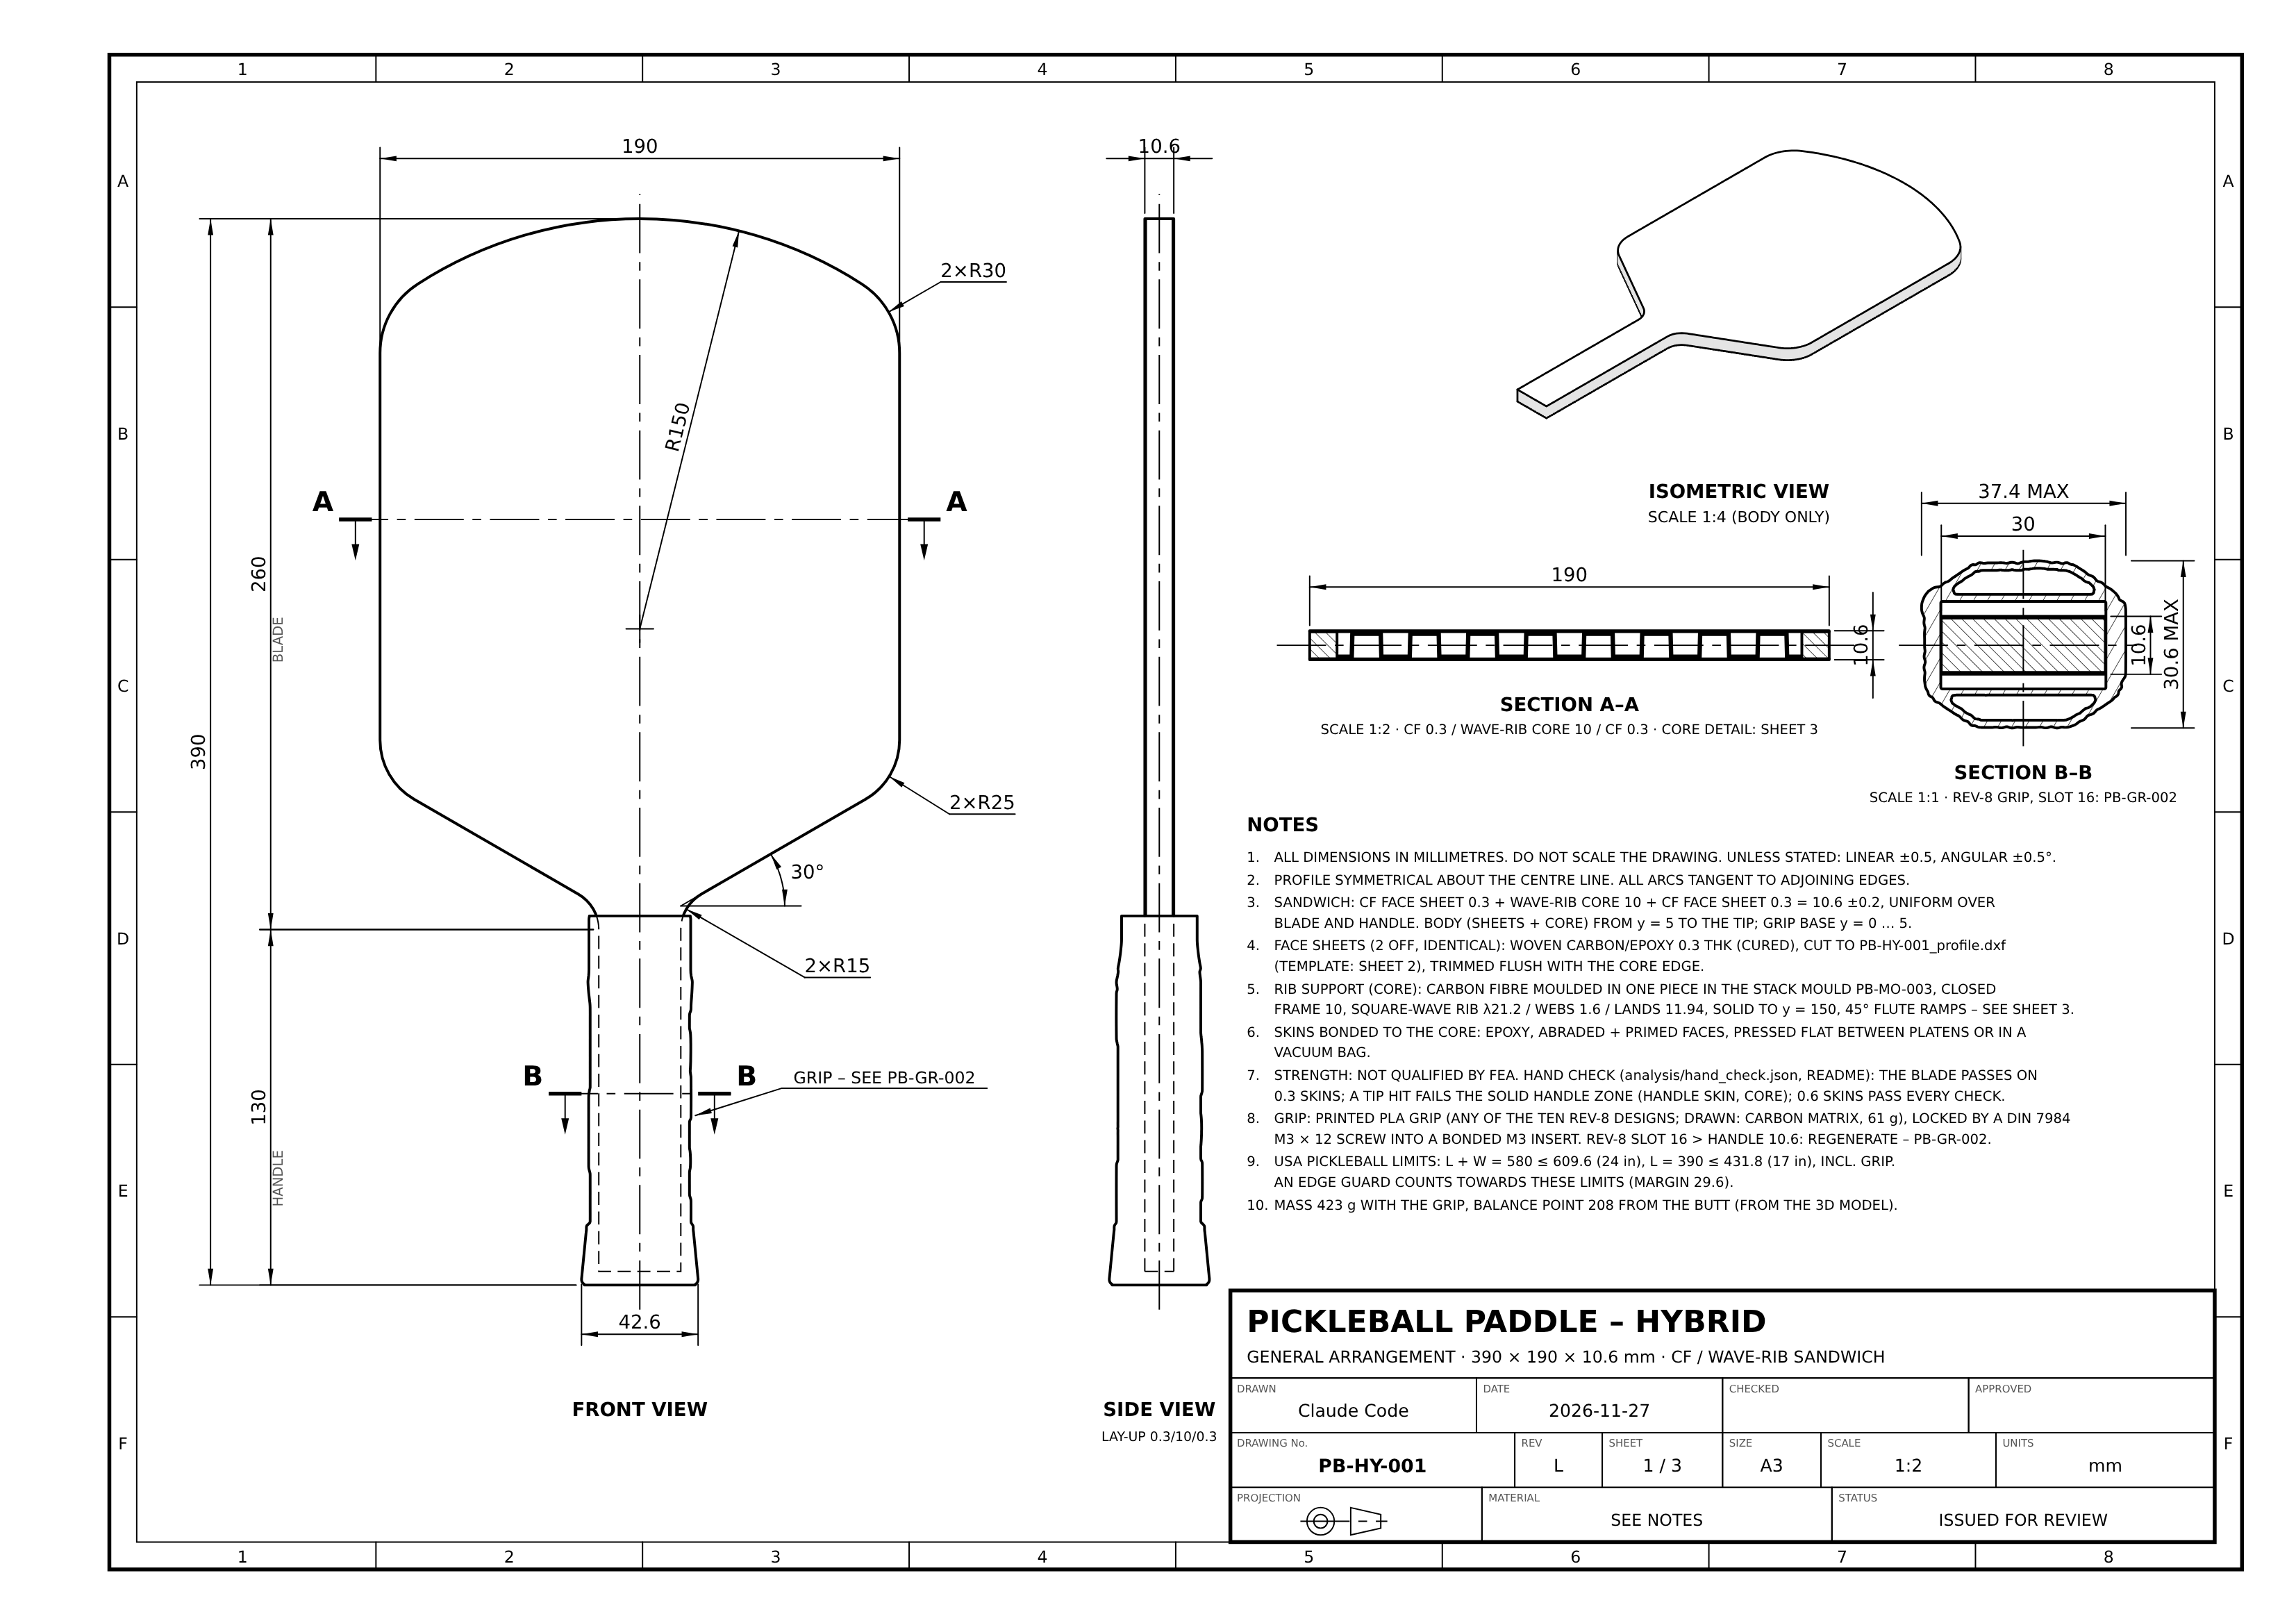 1 2 3 4 5 6 7 8
A A
B B
C C
D D
E E
F F
190
10.6
2×R30
R150
A A
260
BLADE
390
2×R25
30°
2×R15
B B
GRIP – SEE PB-GR-002
130
HANDLE
42.6
FRONT VIEW
SIDE VIEW
LAY-UP 0.3/10/0.3
ISOMETRIC VIEW
SCALE 1:4 (BODY ONLY)
190
10.6
SECTION A–A
SCALE 1:2 · CF 0.3 / WAVE-RIB CORE 10 / CF 0.3 · CORE DETAIL: SHEET 3
37.4 MAX
30
10.6
30.6 MAX
SECTION B–B
SCALE 1:1 · REV-8 GRIP, SLOT 16: PB-GR-002
NOTES
1. ALL DIMENSIONS IN MILLIMETRES. DO NOT SCALE THE DRAWING. UNLESS STATED: LINEAR ±0.5, ANGULAR ±0.5°.
2. PROFILE SYMMETRICAL ABOUT THE CENTRE LINE. ALL ARCS TANGENT TO ADJOINING EDGES.
3. SANDWICH: CF FACE SHEET 0.3 + WAVE-RIB CORE 10 + CF FACE SHEET 0.3 = 10.6 ±0.2, UNIFORM OVER
BLADE AND HANDLE. BODY (SHEETS + CORE) FROM y = 5 TO THE TIP; GRIP BASE y = 0 … 5.
4. FACE SHEETS (2 OFF, IDENTICAL): WOVEN CARBON/EPOXY 0.3 THK (CURED), CUT TO PB-HY-001_profile.dxf
(TEMPLATE: SHEET 2), TRIMMED FLUSH WITH THE CORE EDGE.
5. RIB SUPPORT (CORE): CARBON FIBRE MOULDED IN ONE PIECE IN THE STACK MOULD PB-MO-003, CLOSED
FRAME 10, SQUARE-WAVE RIB λ21.2 / WEBS 1.6 / LANDS 11.94, SOLID TO y = 150, 45° FLUTE RAMPS – SEE SHEET 3.
6. SKINS BONDED TO THE CORE: EPOXY, ABRADED + PRIMED FACES, PRESSED FLAT BETWEEN PLATENS OR IN A
VACUUM BAG.
7. STRENGTH: NOT QUALIFIED BY FEA. HAND CHECK (analysis/hand_check.json, README): THE BLADE PASSES ON
0.3 SKINS; A TIP HIT FAILS THE SOLID HANDLE ZONE (HANDLE SKIN, CORE); 0.6 SKINS PASS EVERY CHECK.
8. GRIP: PRINTED PLA GRIP (ANY OF THE TEN REV-8 DESIGNS; DRAWN: CARBON MATRIX, 61 g), LOCKED BY A DIN 7984
M3 × 12 SCREW INTO A BONDED M3 INSERT. REV-8 SLOT 16 > HANDLE 10.6: REGENERATE – PB-GR-002.
9. USA PICKLEBALL LIMITS: L + W = 580 ≤ 609.6 (24 in), L = 390 ≤ 431.8 (17 in), INCL. GRIP.
AN EDGE GUARD COUNTS TOWARDS THESE LIMITS (MARGIN 29.6).
10. MASS 423 g WITH THE GRIP, BALANCE POINT 208 FROM THE BUTT (FROM THE 3D MODEL).
PICKLEBALL PADDLE – HYBRID
GENERAL ARRANGEMENT · 390 × 190 × 10.6 mm · CF / WAVE-RIB SANDWICH
DRAWN DATE CHECKED APPROVED
Claude Code 2026-11-27
DRAWING No. REV SHEET SIZE SCALE UNITS
PB-HY-001 L 1 / 3 A3 1:2 mm
PROJECTION MATERIAL STATUS
SEE NOTES ISSUED FOR REVIEW
1 2 3 4 5 6 7 8